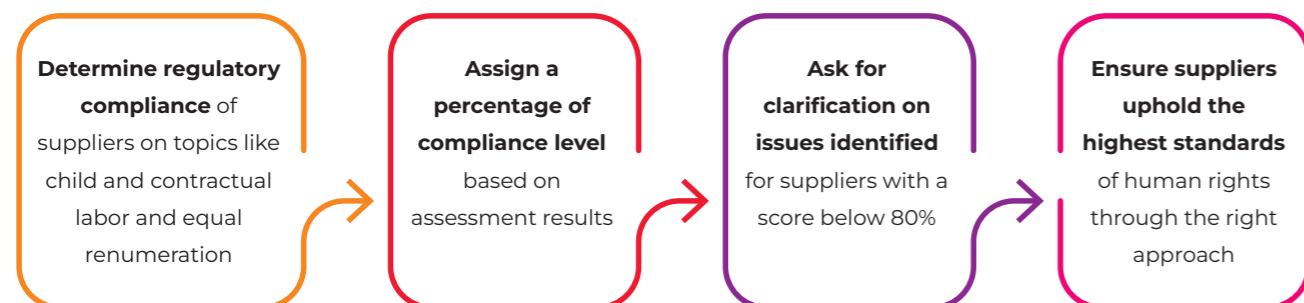 Determine regulatory
compliance of
suppliers on topics like
child and contractual
labor and equal
renumeration
Assign a
percentage of
compliance level
based on
assessment results
Ask for
clarification on
issues identified
for suppliers with a
score below 80%
Ensure suppliers
uphold the
highest standards
of human rights
through the right
approach